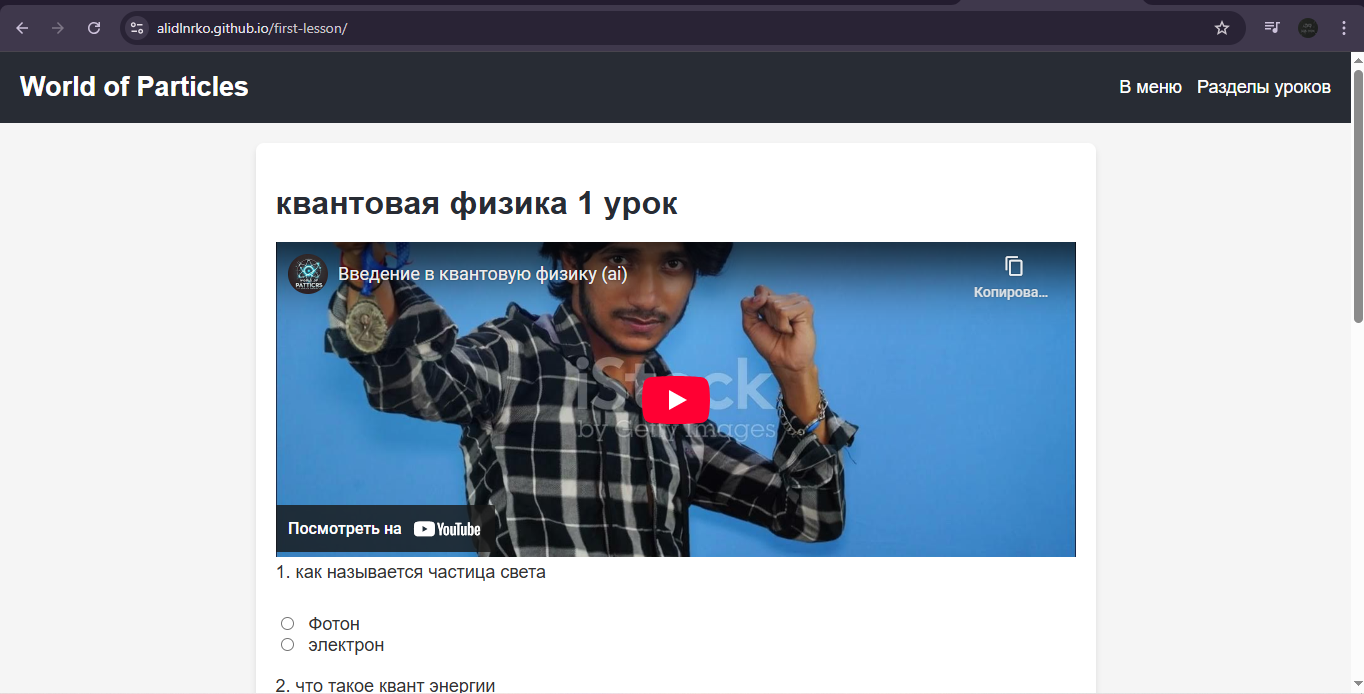 alidlnrko.github.io/first-lesson/
World of Particles
В меню Разделы уроков
квантовая физика 1 урок
Введение в квантовую физику (ai)
Копирова...
iStock
by Getty Images
Посмотреть на YouTube
1. как называется частица света
Фотон
электрон
2. что такое квант энергии